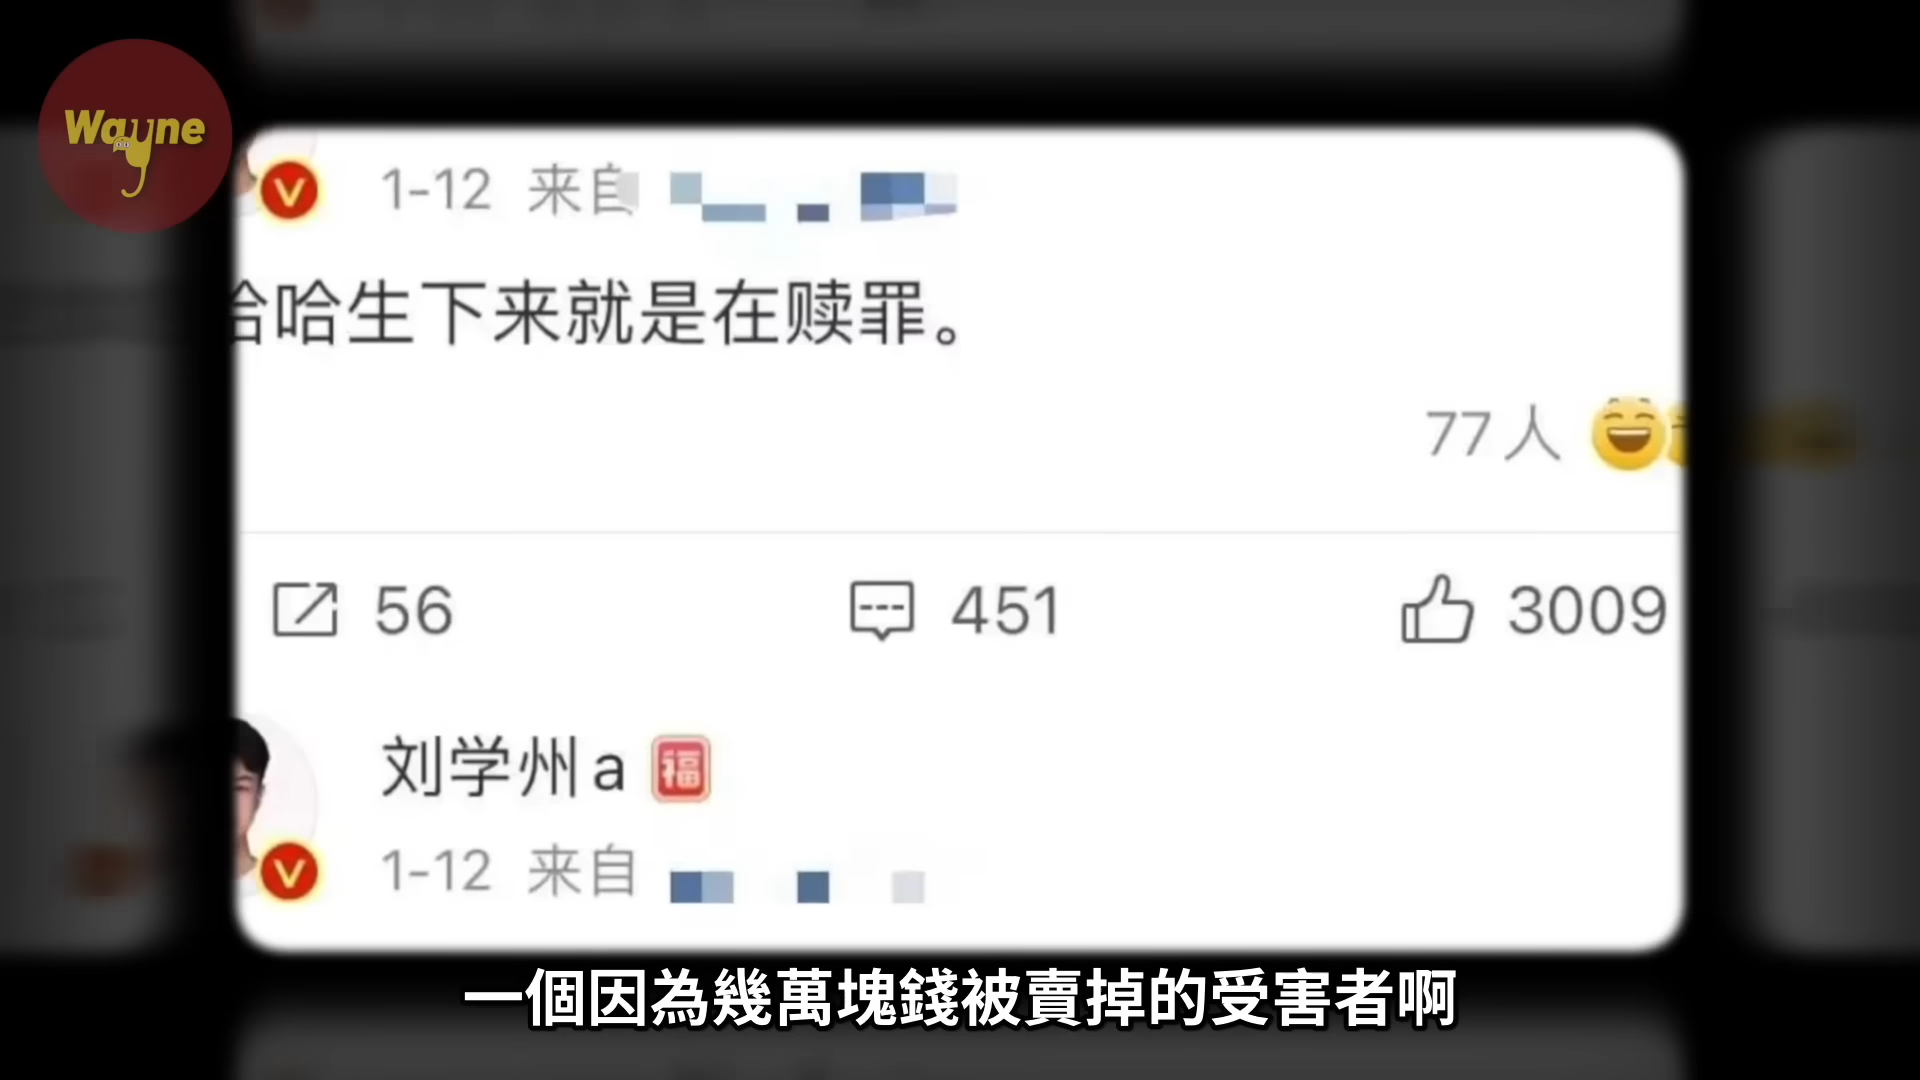 Wayne
V 1-12 来自
哈哈生下来就是在赎罪。
77人
56 451 3009
刘学州a 福
V 1-12 来自
一個因為幾萬塊錢被賣掉的受害者啊